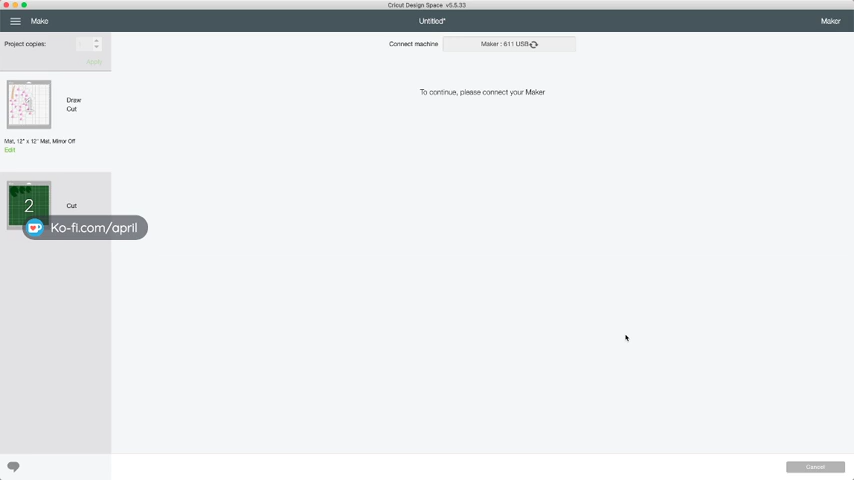 Cricut Design Space v5.5.33
Make
Untitled*
Maker
Project copies:
Apply
Connect machine
Maker : 611 USB
To continue, please connect your Maker
Draw
Cut
Mat, 12" x 12" Mat, Mirror Off
Edit
2
Cut
Ko-fi.com/april
Cancel